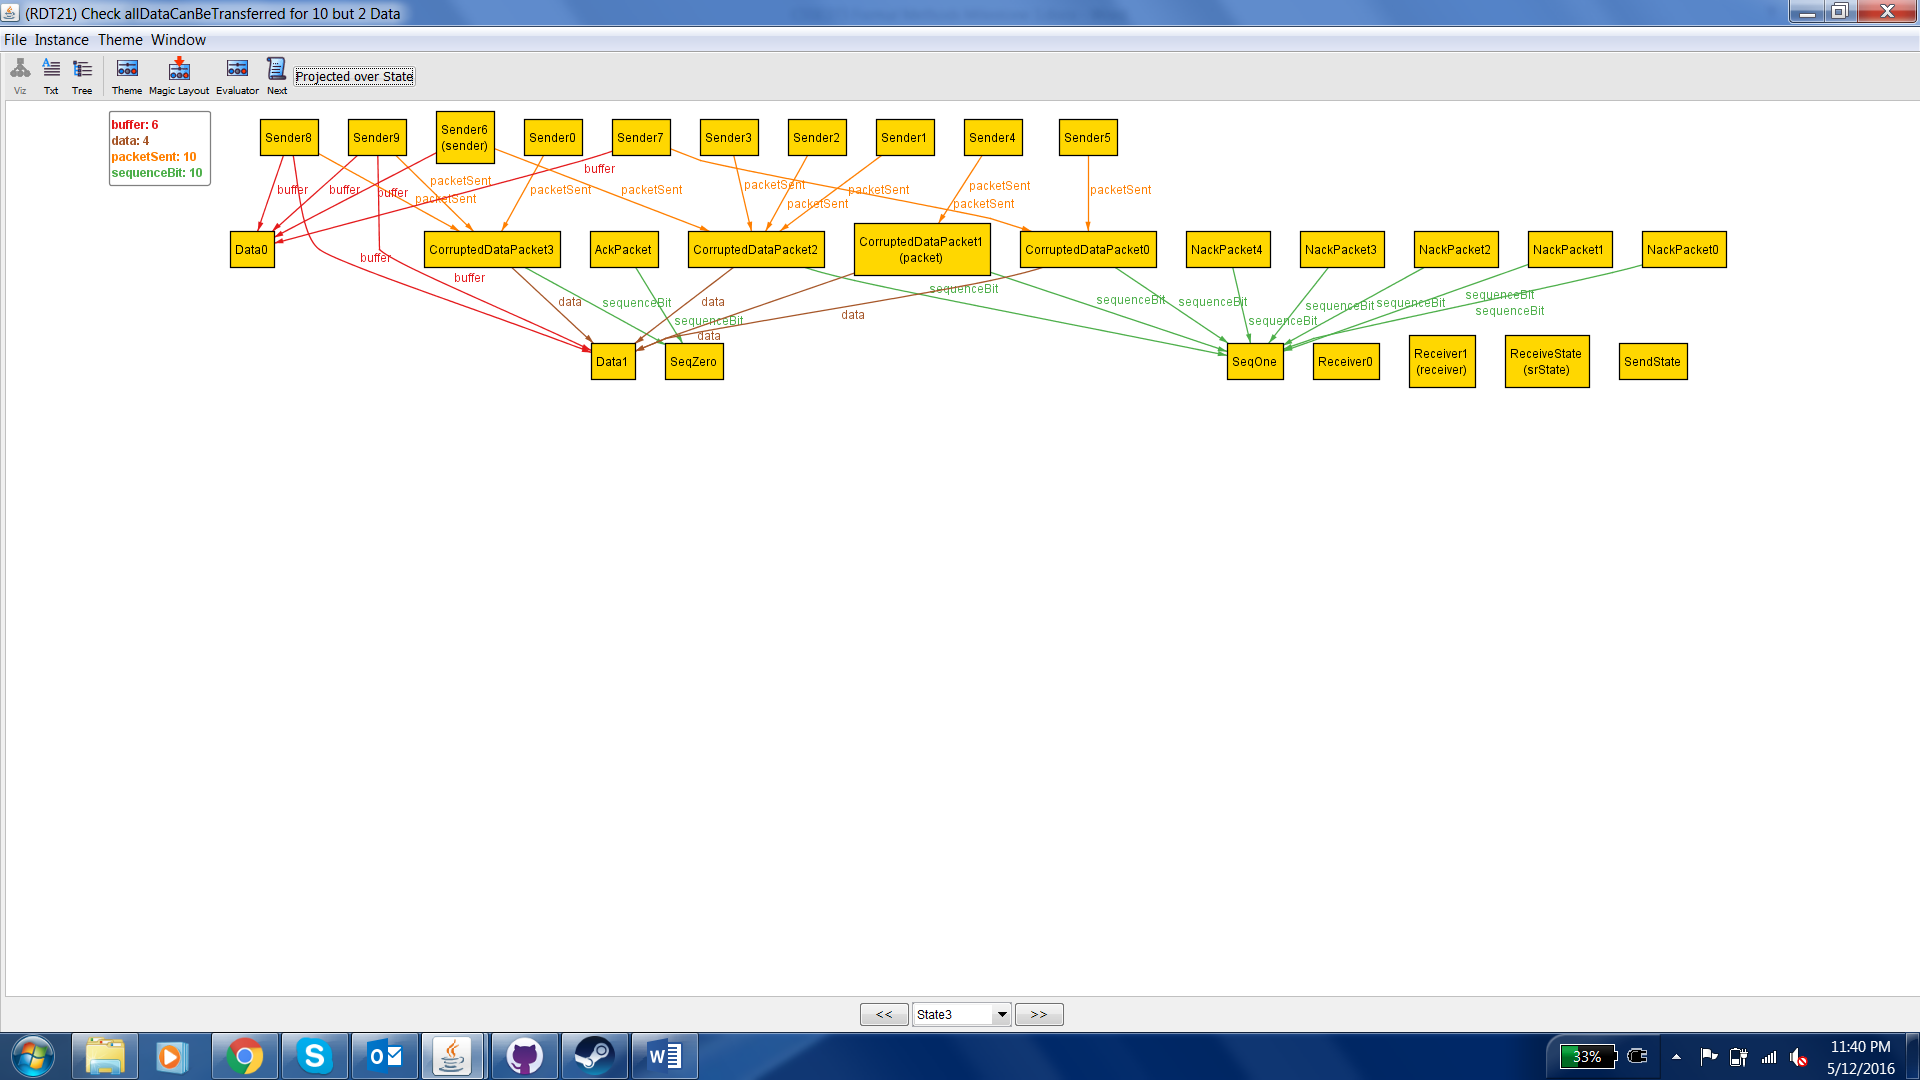 (RDT21) Check allDataCanBeTransferred for 10 but 2 Data
File Instance Theme Window
Viz Txt Tree Theme Magic Layout Evaluator Next Projected over State
buffer: 6
data: 4
packetSent: 10
sequenceBit: 10
Sender8 Sender9 Sender6 Sender0 Sender7 Sender3 Sender2 Sender1 Sender4 Sender5
(sender)
buffer
packetSent packetSent
buffer buffer buffer packetSent packetSent packetSent packetSent packetSent
packetSent packetSent packetSent
Data0 CorruptedDataPacket3 AckPacket CorruptedDataPacket2 CorruptedDataPacket1 CorruptedDataPacket0 NackPacket4 NackPacket3 NackPacket2 NackPacket1 NackPacket0
(packet)
buffer
buffer
sequenceBit
data sequenceBit data sequenceBit sequenceBit sequenceBit sequenceBit sequenceBit
data sequenceBit
sequenceBit sequenceBit
data
Data1 SeqZero SeqOne Receiver0 Receiver1 ReceiveState SendState
(receiver) (srState)
<< State3 >>
33%
11:40 PM
5/12/2016